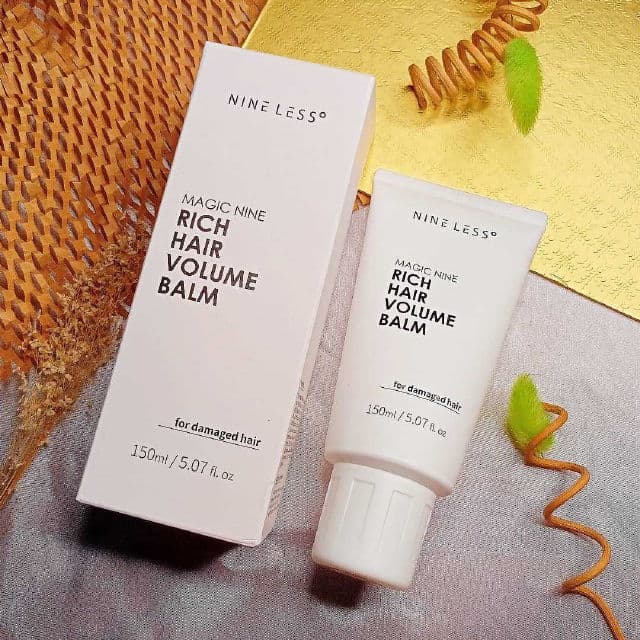 NINE LESS°
MAGIC NINE
RICH
HAIR
VOLUME
BALM
for damaged hair
150ml / 5.07 fl. oz
NINE LESS°
MAGIC NINE
RICH
HAIR
VOLUME
BALM
for damaged hair
150ml / 5.07 fl. oz